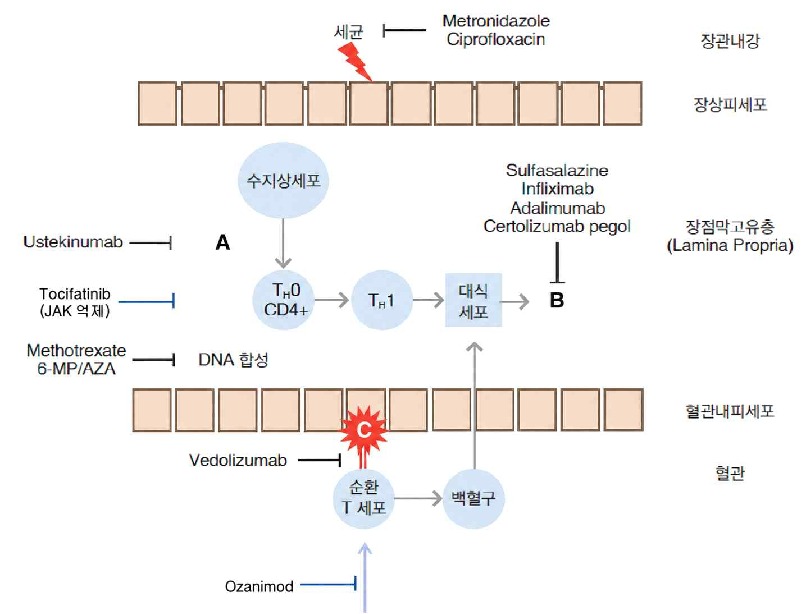 세균
Metronidazole
Ciprofloxacin
장관내강
장상피세포
수지상세포
Sulfasalazine
Infliximab
Adalimumab
Certolizumab pegol
장점막고유층
(Lamina Propria)
Ustekinumab
A
Tocifatinib
(JAK 억제)
TH0
CD4+
TH1
대식
세포
B
Methotrexate
6-MP/AZA
DNA 합성
혈관내피세포
C
Vedolizumab
혈관
순환
T 세포
백혈구
Ozanimod